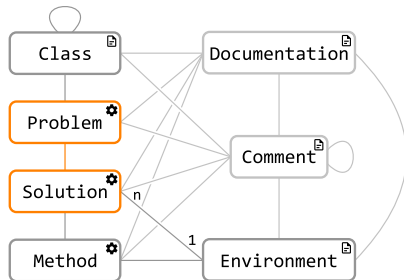 Class
Documentation
Problem
Comment
Solution
n
1
Method
Environment